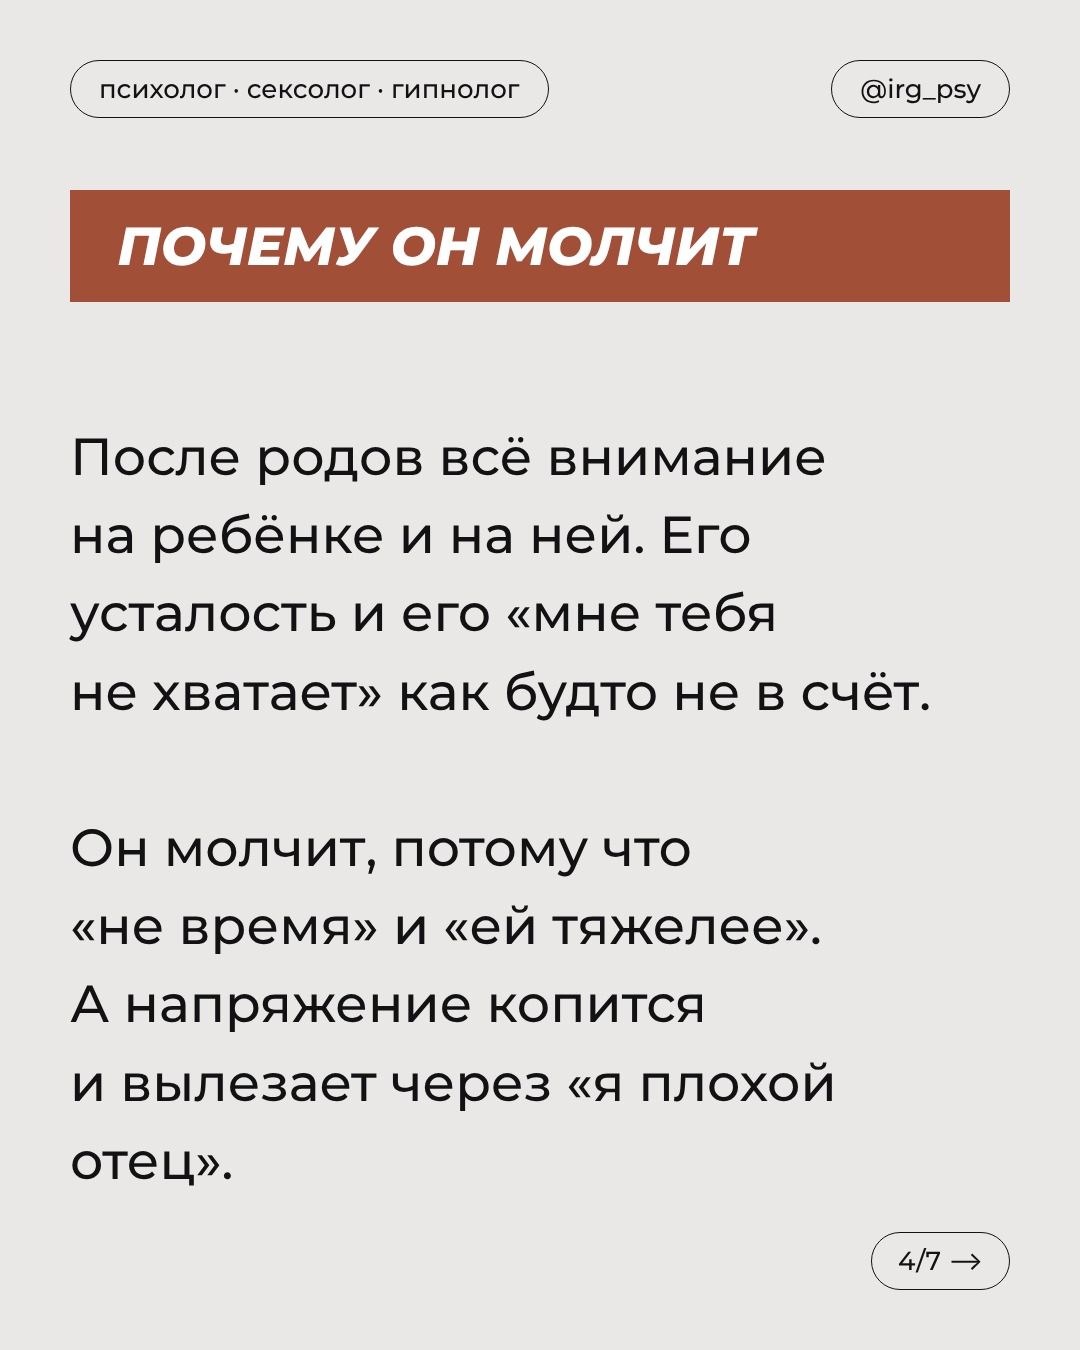 психолог · сексолог · гипнолог
@irg_psy
ПОЧЕМУ ОН МОЛЧИТ
После родов всё внимание
на ребёнке и на ней. Его
усталость и его «мне тебя
не хватает» как будто не в счёт.
Он молчит, потому что
«не время» и «ей тяжелее».
А напряжение копится
и вылезает через «я плохой
отец».
4/7 →